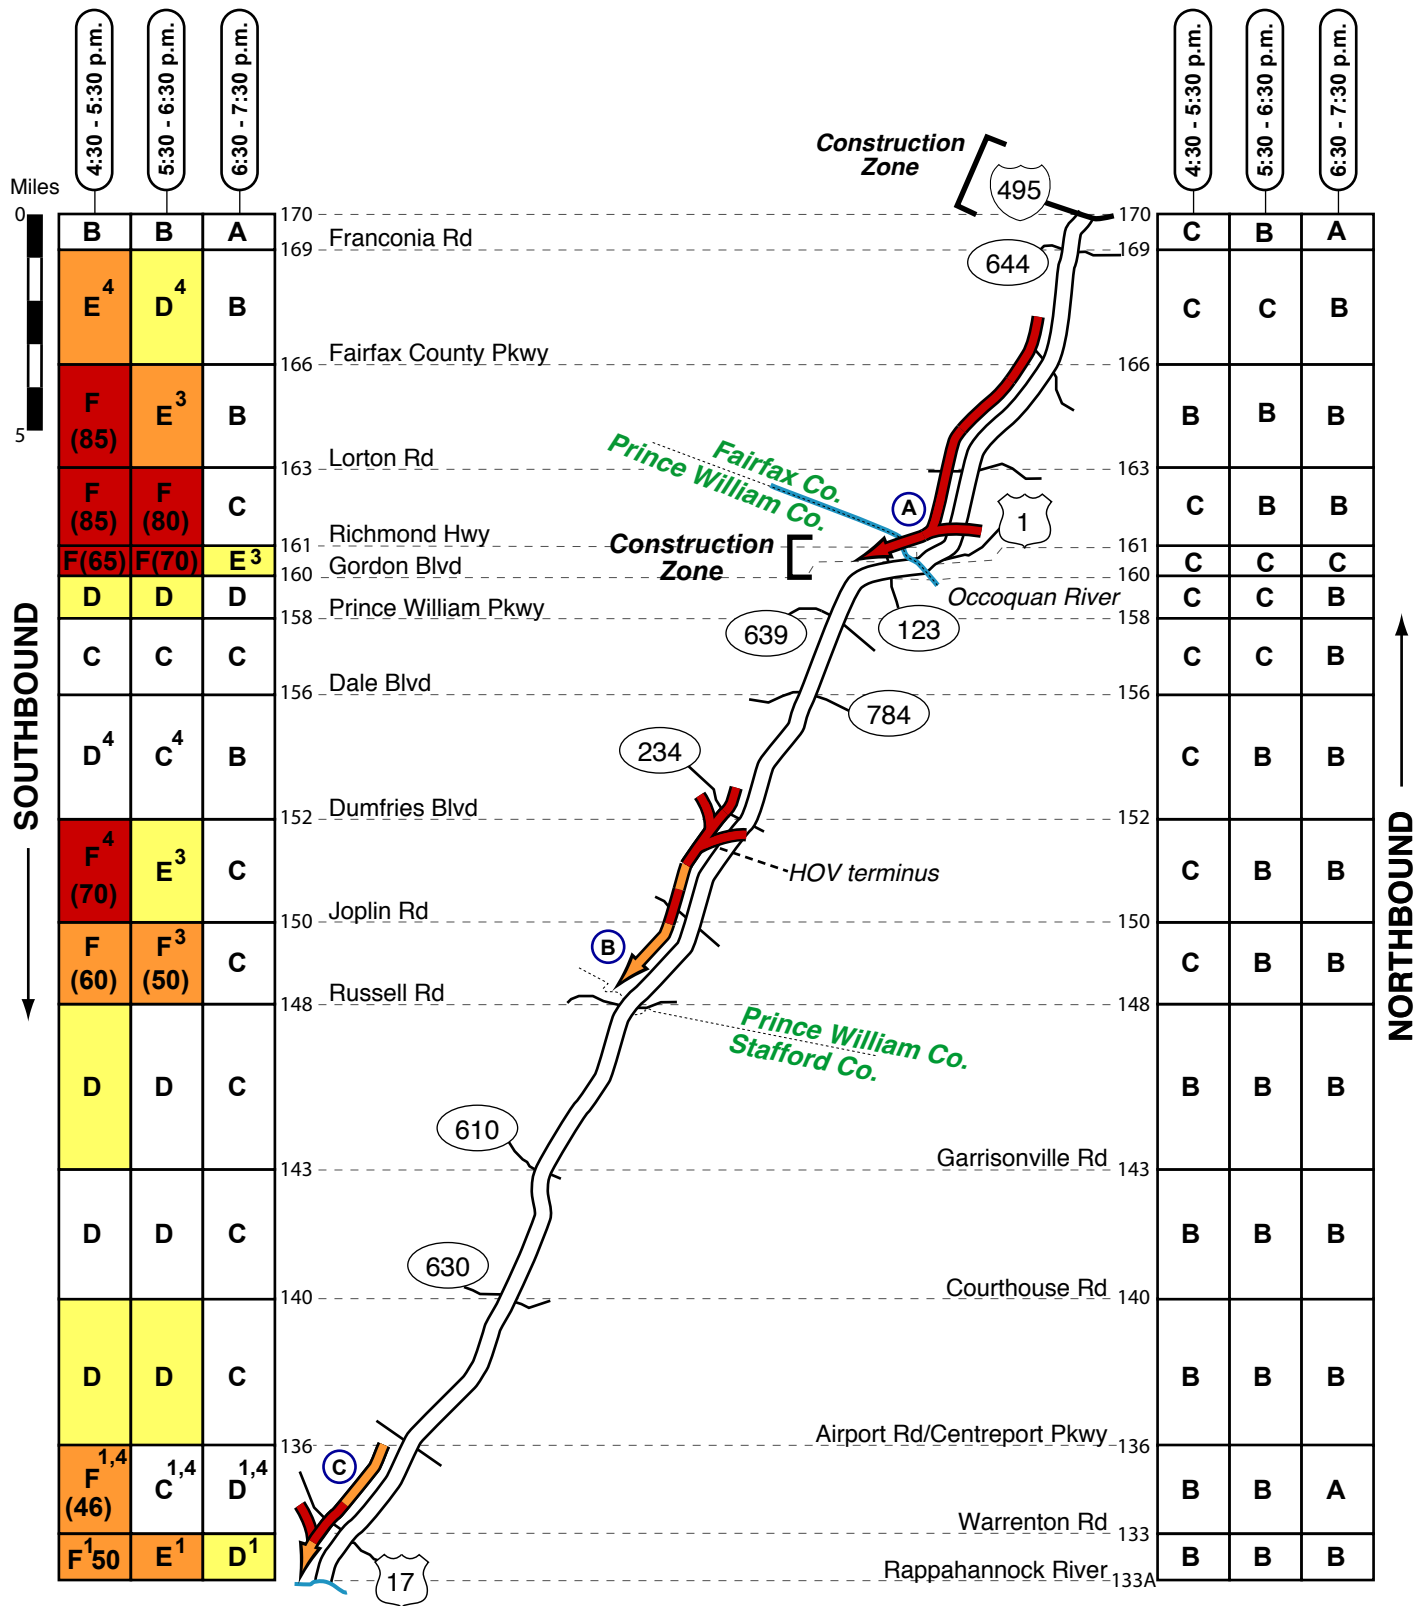 4:30 - 5:30 p.m.
5:30 - 6:30 p.m.
6:30 - 7:30 p.m.
4:30 - 5:30 p.m.
5:30 - 6:30 p.m.
6:30 - 7:30 p.m.
Miles
0
5
SOUTHBOUND
NORTHBOUND
Construction
Zone
495
170 170
B B A C B A
Franconia Rd
169 169
644
E4 D4 B C C B
Fairfax County Pkwy
166 166
F
(85)
E3 B B B B
Lorton Rd
163 163
Fairfax Co.
Prince William Co.
A
1
F
(85)
F
(80)
C C B B
Richmond Hwy
161 161
Construction
Zone
F(65) F(70) E3 C C C
Gordon Blvd
160 160
Occoquan River
D D D C C B
Prince William Pkwy
158 158
639
123
C C C C C B
Dale Blvd
156 156
784
234
D4 C4 B C B B
Dumfries Blvd
152 152
HOV terminus
F4
(70)
E3 C C B B
Joplin Rd
150 150
B
F
(60)
F3
(50)
C C B B
Russell Rd
148 148
Prince William Co.
Stafford Co.
D D C B B B
610
Garrisonville Rd
143 143
D D C B B B
630
Courthouse Rd
140 140
D D C B B B
Airport Rd/Centreport Pkwy
136 136
C
F1,4
(46)
C1,4 D1,4 B B A
Warrenton Rd
133 133
F1 50 E1 D1 B B B
Rappahannock River
133A
17